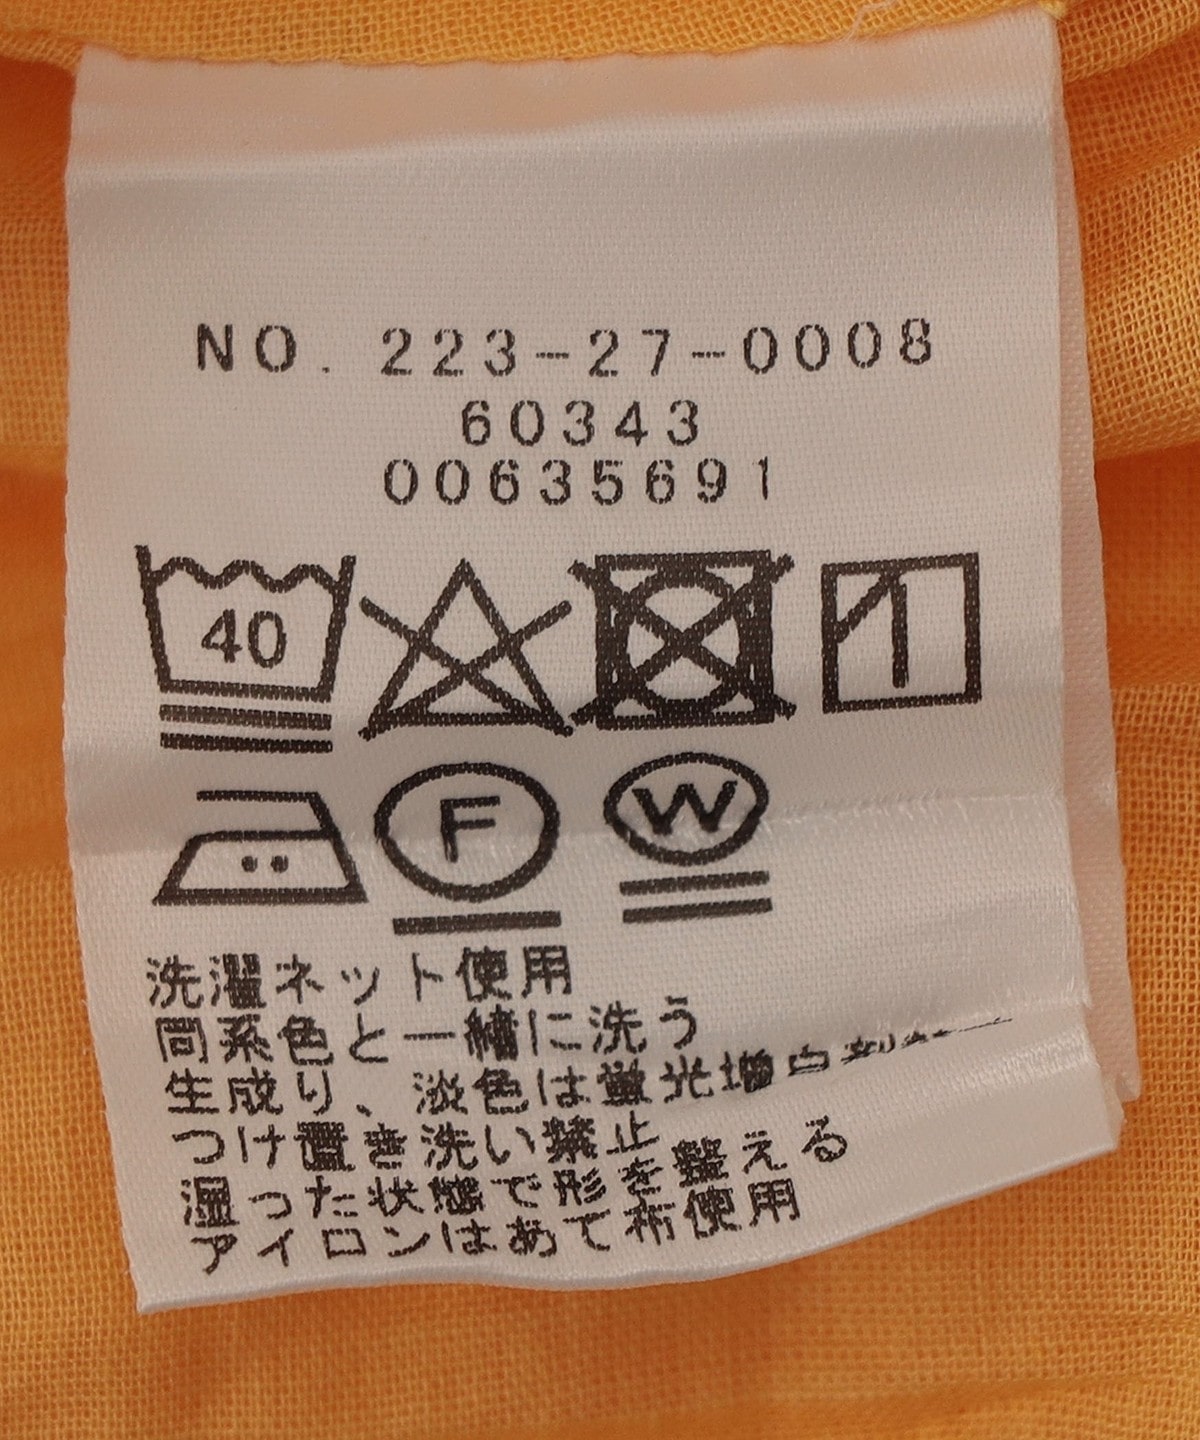 NO. 223-27-0008
60343
00635691
40
F
W
洗濯ネット使用
同系色と一緒に洗う
生成り、淡色は蛍光増白剤
つけ置き洗い禁止
湿った状態で形を整える
アイロンはあて布使用